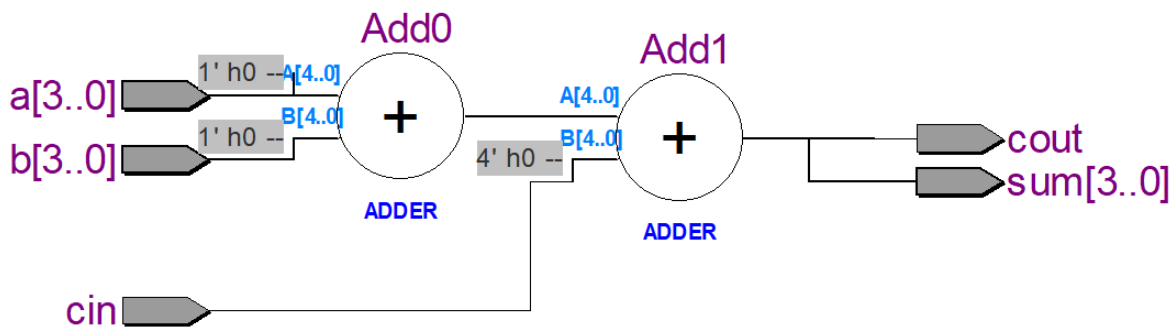 Add0
Add1
1' h0 --
A[4..0]
a[3..0]
A[4..0]
B[4..0]
+
+
1' h0 --
B[4..0]
cout
b[3..0]
4' h0 --
sum[3..0]
ADDER
ADDER
cin